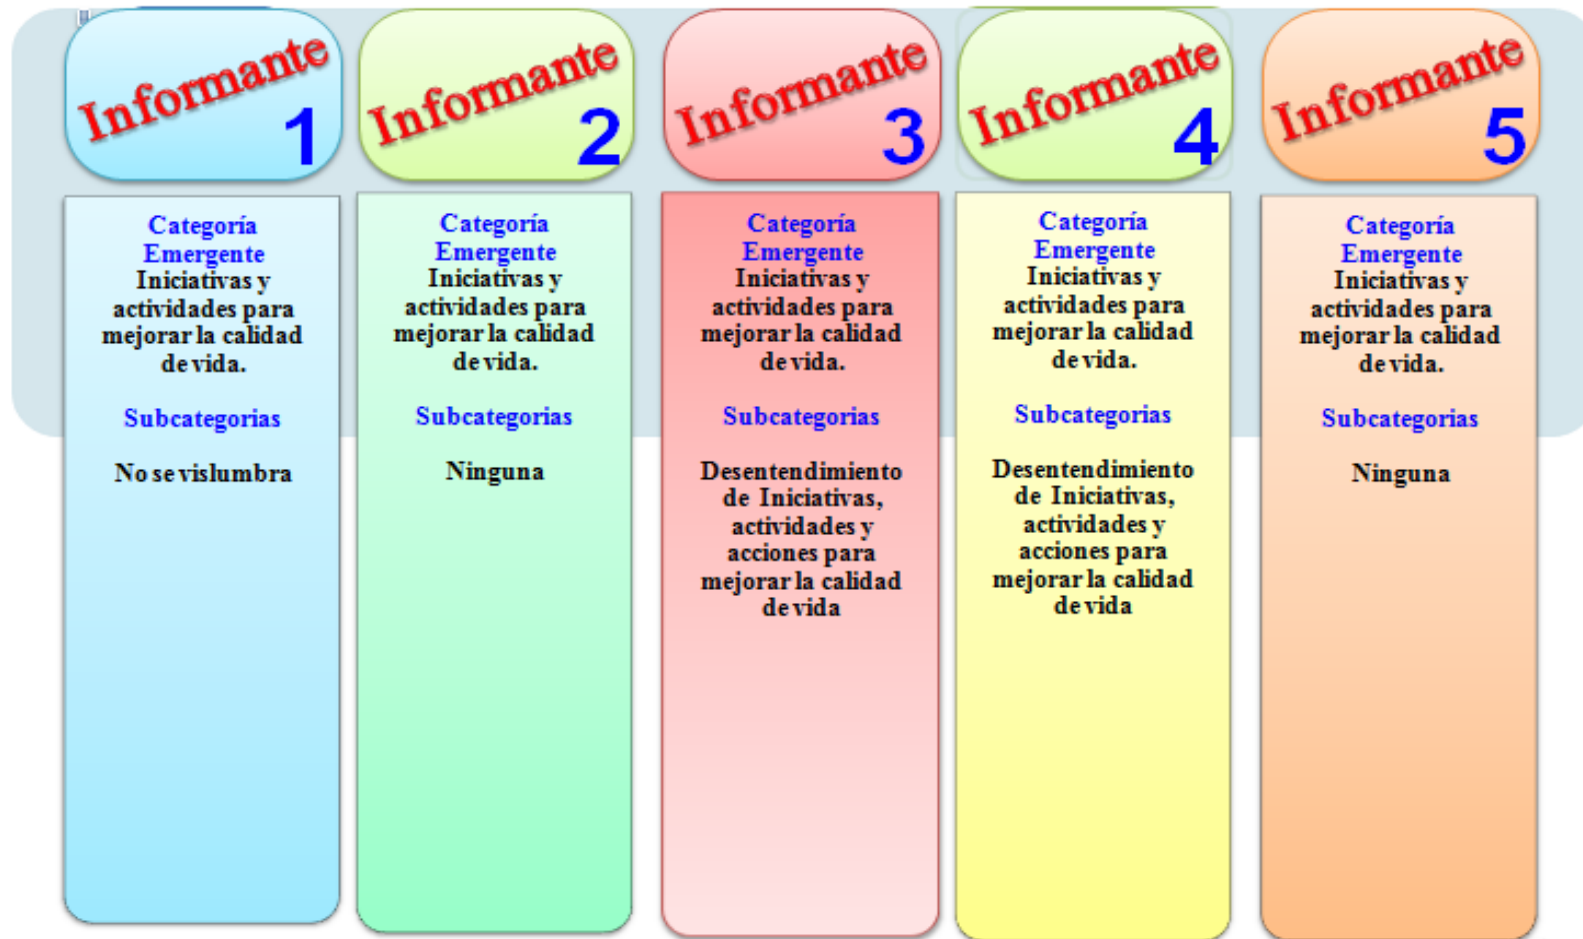 Informante
1
Categoría
Emergente
Iniciativas y
actividades para
mejorar la calidad
de vida.
Subcategorias
No se vislumbra
Informante
2
Categoría
Emergente
Iniciativas y
actividades para
mejorar la calidad
de vida.
Subcategorias
Ninguna
Informante
3
Categoría
Emergente
Iniciativas y
actividades para
mejorar la calidad
de vida.
Subcategorias
Desentendimiento
de Iniciativas,
actividades y
acciones para
mejorar la calidad
de vida
Informante
4
Categoría
Emergente
Iniciativas y
actividades para
mejorar la calidad
de vida.
Subcategorias
Desentendimiento
de Iniciativas,
actividades y
acciones para
mejorar la calidad
de vida
Informante
5
Categoría
Emergente
Iniciativas y
actividades para
mejorar la calidad
de vida.
Subcategorias
Ninguna